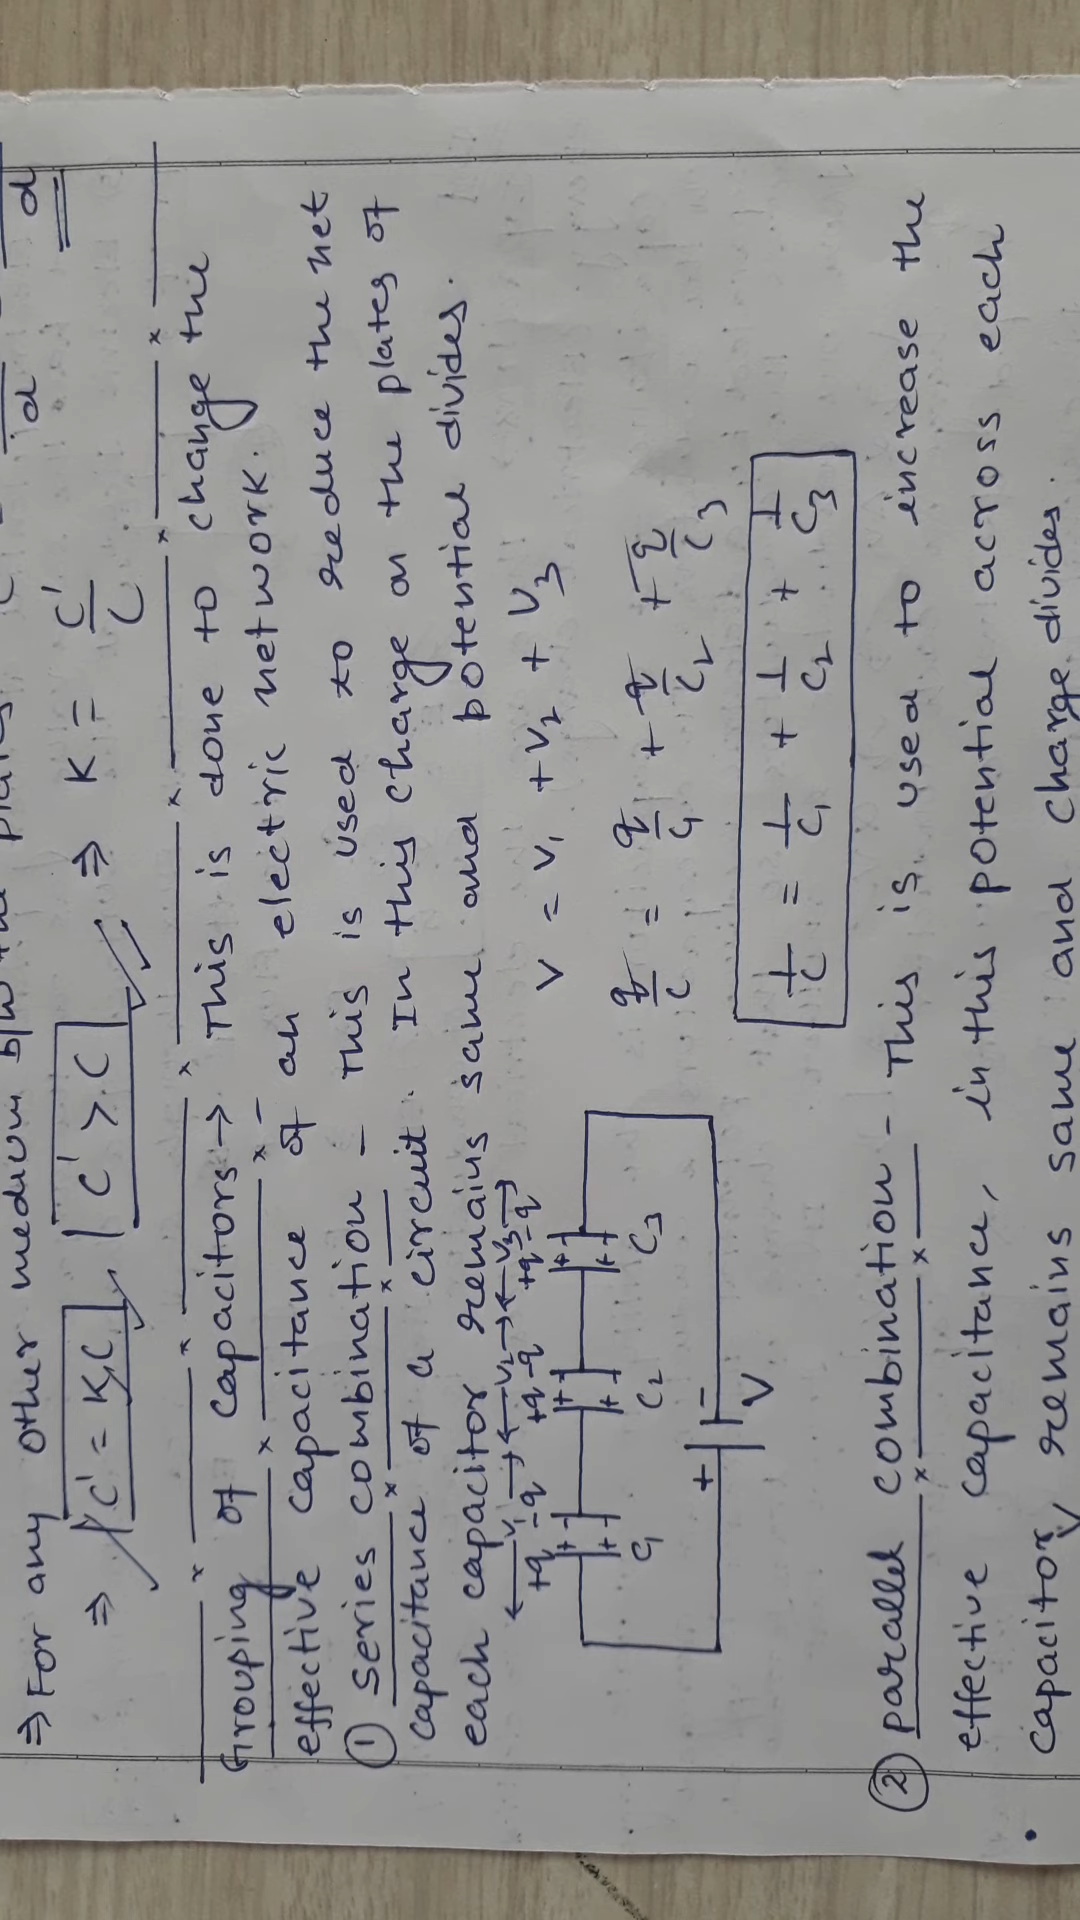 ⇒ For any other medium b/w the plates
d d
⇒ C' = KC , C' > C ⇒ K = C'/C
Grouping of capacitors → This is done to change the
effective capacitance of an electric network.
① Series combination - This is used to reduce the net
capacitance of a circuit. In this charge on the plates of
each capacitor remains same and potential divides.
V₁ V₂ V₃
+q -q +q -q +q -q
C₁ C₂ C₃
+ - V
V = V₁ + V₂ + V₃
q/C = q/C₁ + q/C₂ + q/C₃
1/C = 1/C₁ + 1/C₂ + 1/C₃
② parallel combination - This is used to increase the
effective capacitance, in this potential across each
capacitor remains same and charge divides.